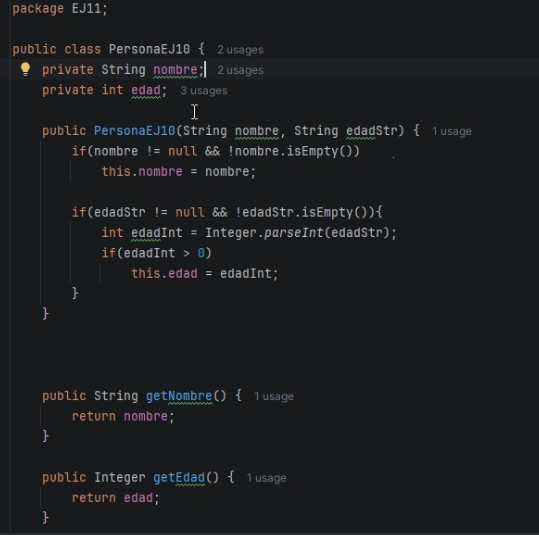 package EJ11;
public class PersonaEJ10 { 2 usages
private String nombre; 2 usages
private int edad; 3 usages
public PersonaEJ10(String nombre, String edadStr) { 1 usage
if(nombre != null && !nombre.isEmpty())
this.nombre = nombre;
if(edadStr != null && !edadStr.isEmpty()){
int edadInt = Integer.parseInt(edadStr);
if(edadInt > 0)
this.edad = edadInt;
}
}
public String getNombre() { 1 usage
return nombre;
}
public Integer getEdad() { 1 usage
return edad;
}